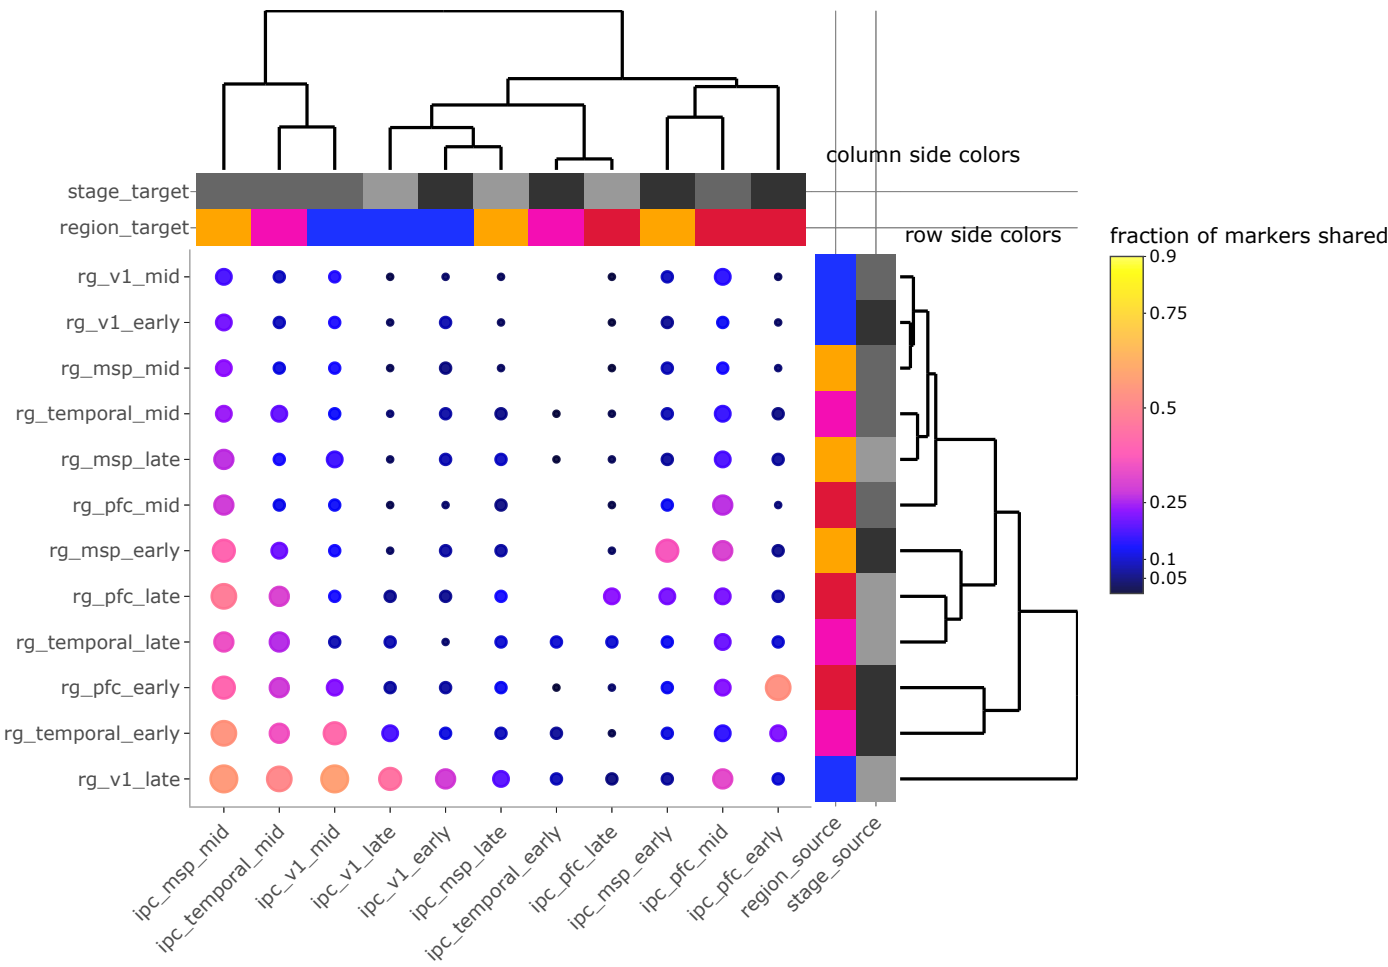 column side colors
stage_target
region_target
row side colors
fraction of markers shared
rg_v1_mid
rg_v1_early
rg_msp_mid
rg_temporal_mid
rg_msp_late
rg_pfc_mid
rg_msp_early
rg_pfc_late
rg_temporal_late
rg_pfc_early
rg_temporal_early
rg_v1_late
0.9
0.75
0.5
0.25
0.1
0.05
ipc_msp_mid
ipc_temporal_mid
ipc_v1_mid
ipc_v1_late
ipc_v1_early
ipc_msp_late
ipc_temporal_early
ipc_pfc_late
ipc_msp_early
ipc_pfc_mid
ipc_pfc_early
region_source
stage_source